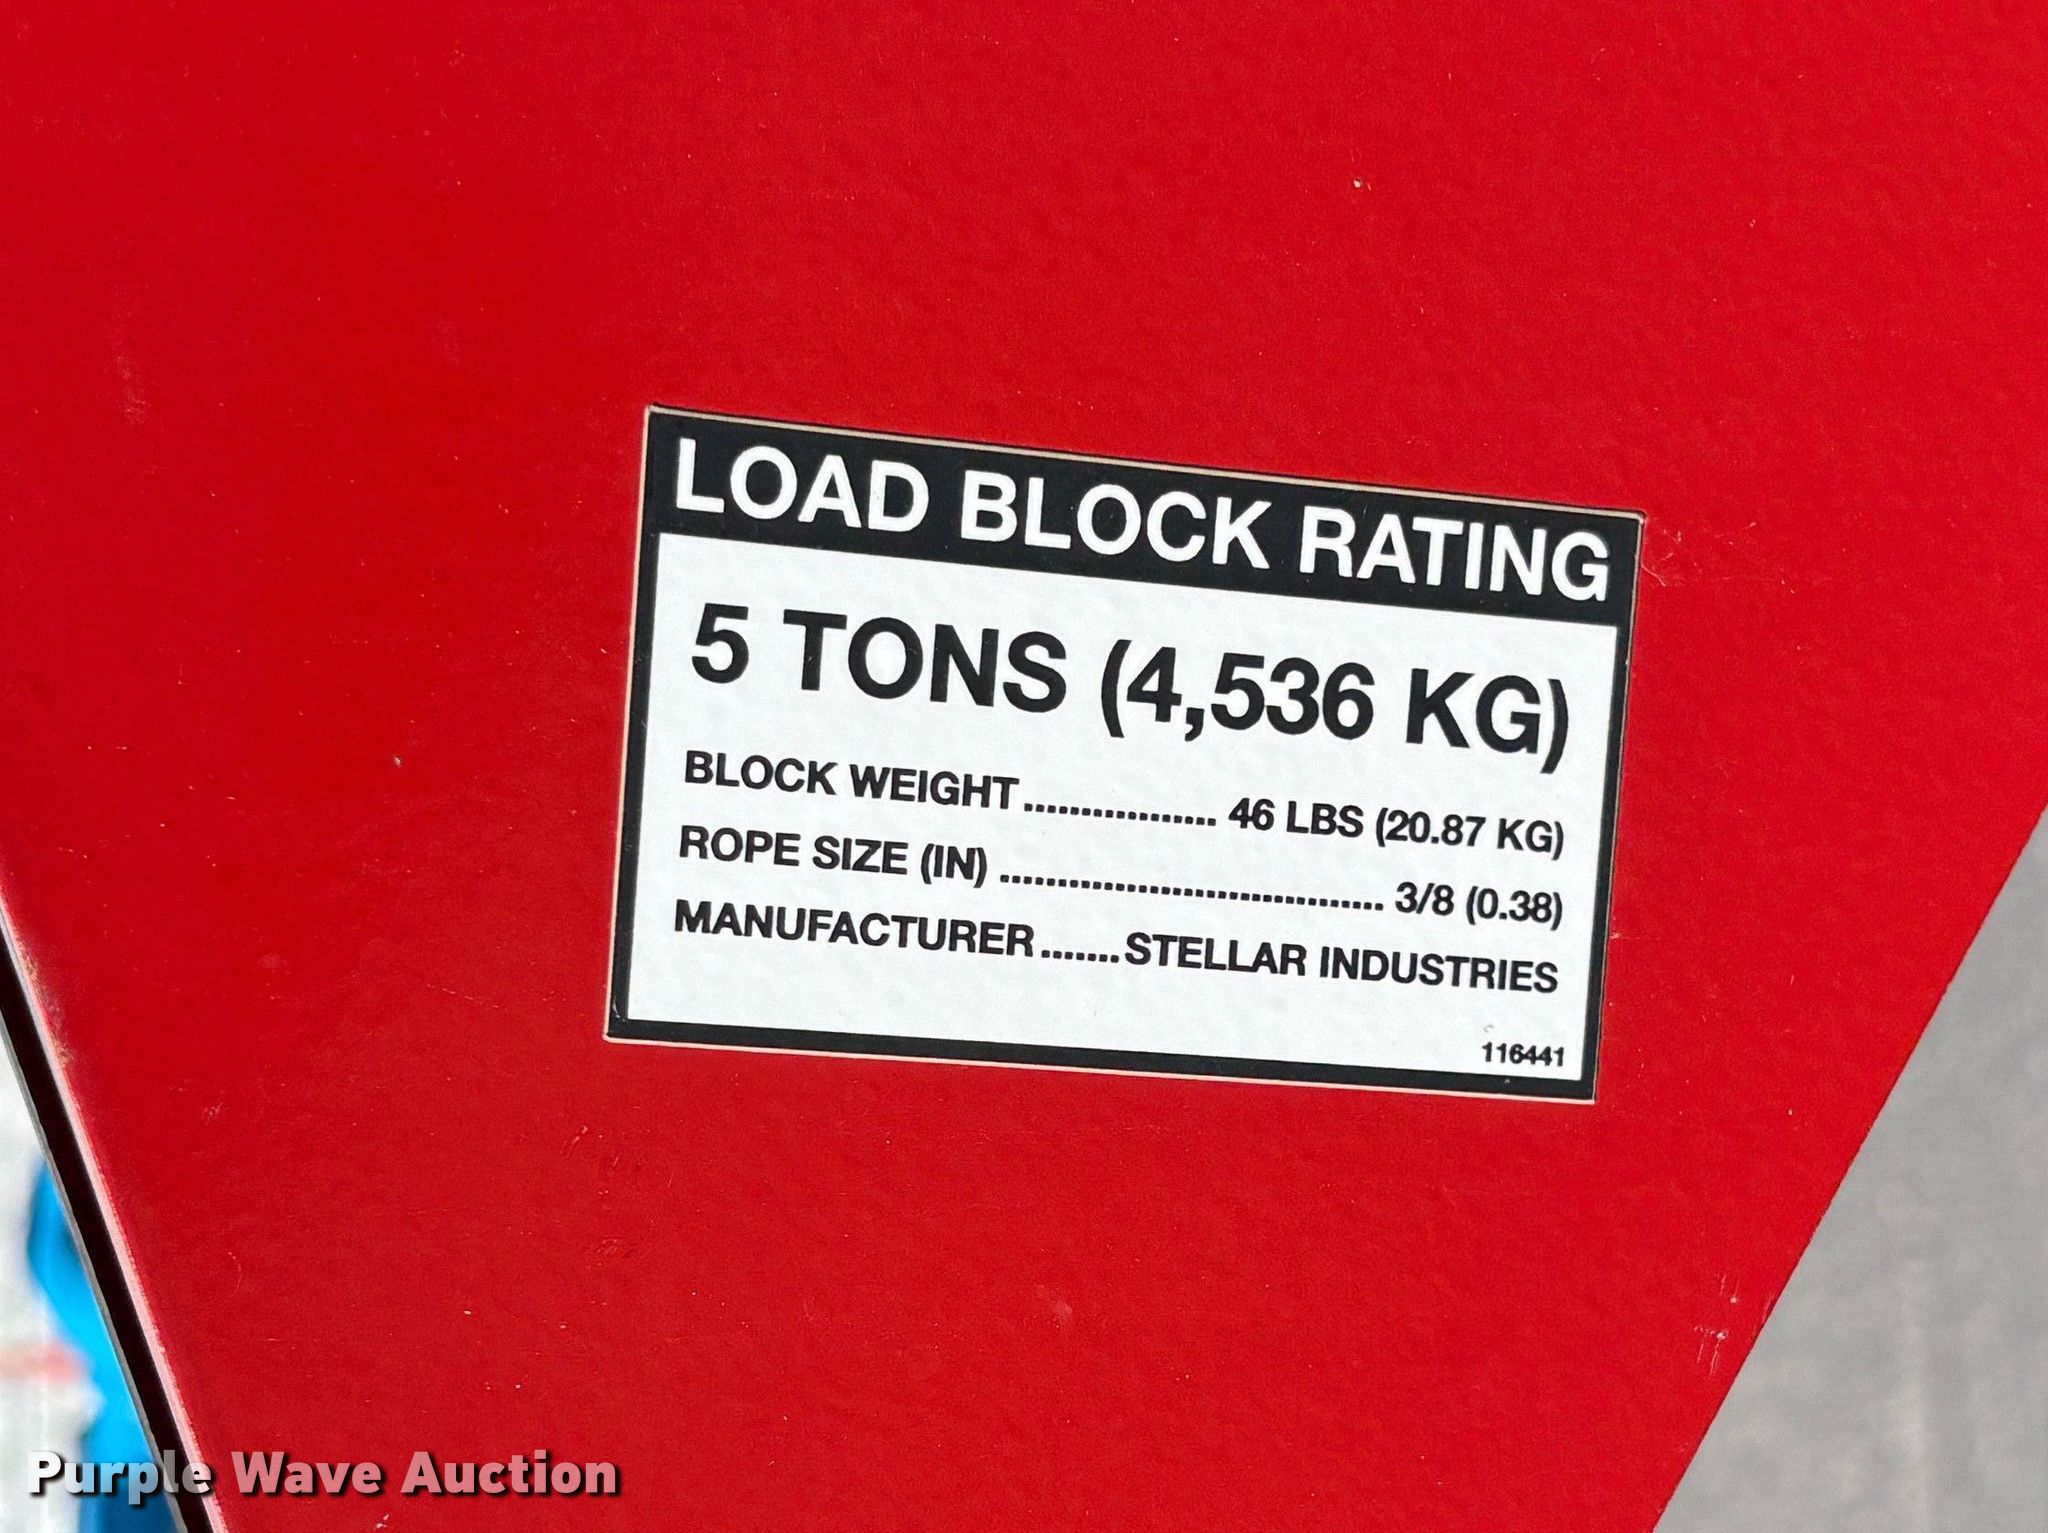 LOAD BLOCK RATING
5 TONS (4,536 KG)
BLOCK WEIGHT................. 46 LBS (20.87 KG)
ROPE SIZE (IN) .................................. 3/8 (0.38)
MANUFACTURER.......STELLAR INDUSTRIES
116441
Purple Wave Auction